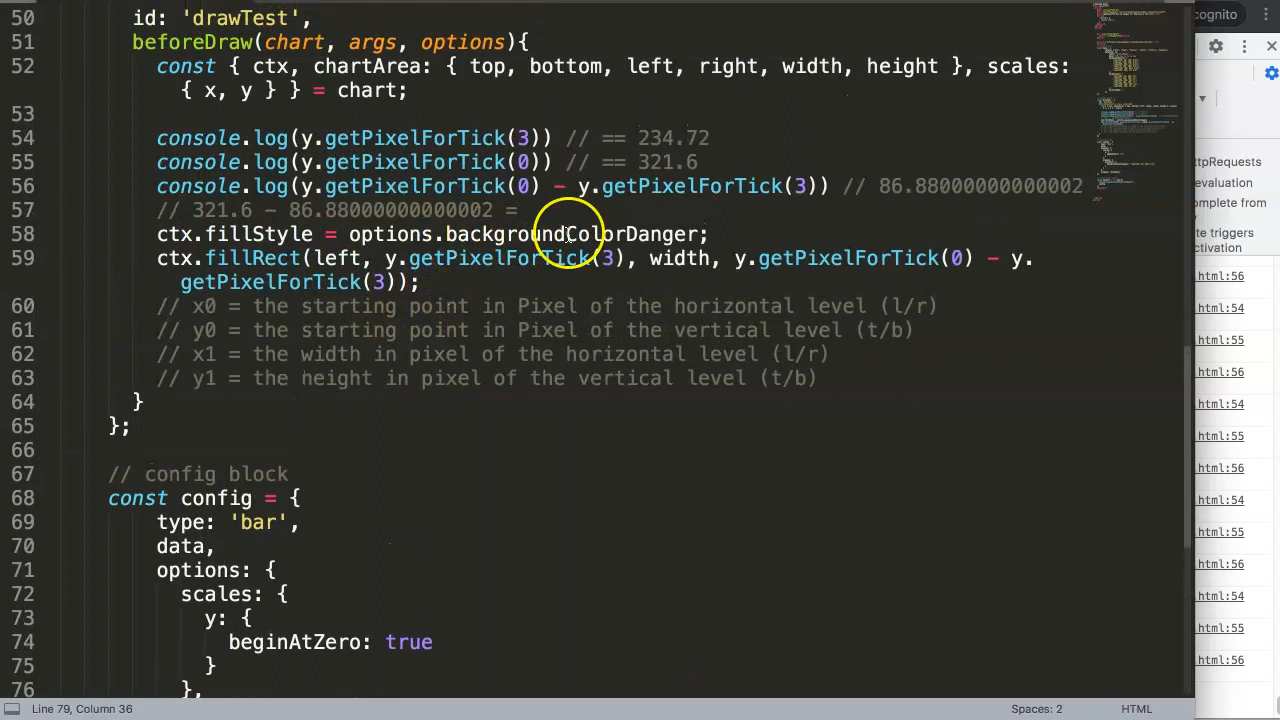 cognito
50 id: 'drawTest',
51 beforeDraw(chart, args, options){
52 const { ctx, chartArea: { top, bottom, left, right, width, height }, scales:
{ x, y } } = chart;
53
54 console.log(y.getPixelForTick(3)) // == 234.72
55 console.log(y.getPixelForTick(0)) // == 321.6
56 console.log(y.getPixelForTick(0) - y.getPixelForTick(3)) // 86.88000000000002
57 // 321.6 - 86.88000000000002 =
58 ctx.fillStyle = options.backgroundColorDanger;
59 ctx.fillRect(left, y.getPixelForTick(3), width, y.getPixelForTick(0) - y.
getPixelForTick(3));
60 // x0 = the starting point in Pixel of the horizontal level (l/r)
61 // y0 = the starting point in Pixel of the vertical level (t/b)
62 // x1 = the width in pixel of the horizontal level (l/r)
63 // y1 = the height in pixel of the vertical level (t/b)
64 }
65 };
66
67 // config block
68 const config = {
69 type: 'bar',
70 data,
71 options: {
72 scales: {
73 y: {
74 beginAtZero: true
75 }
76 },
ttpRequests
evaluation
omplete from
y
e triggers
ctivation
html:56
html:54
html:55
html:56
html:54
html:55
html:56
html:54
html:55
html:56
html:54
html:55
html:56
Line 79, Column 36
Spaces: 2
HTML